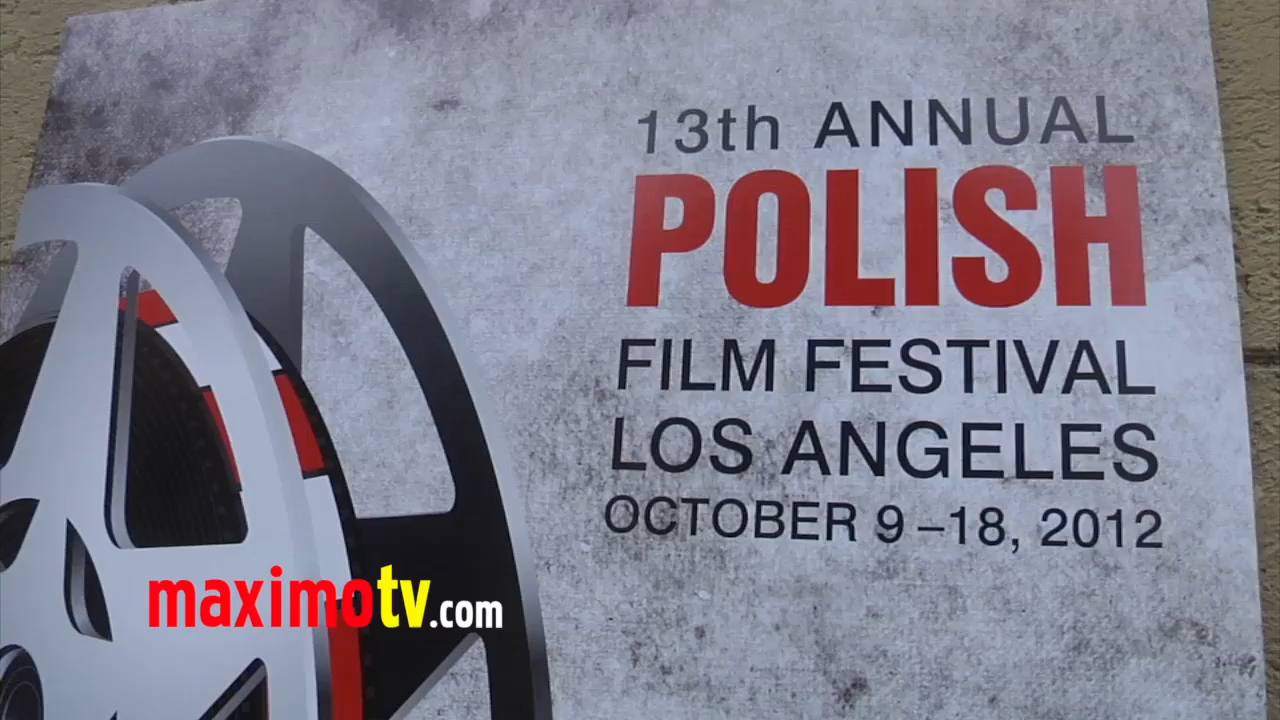 13th ANNUAL
POLISH
FILM FESTIVAL
LOS ANGELES
OCTOBER 9 –18, 2012
maximotv.com